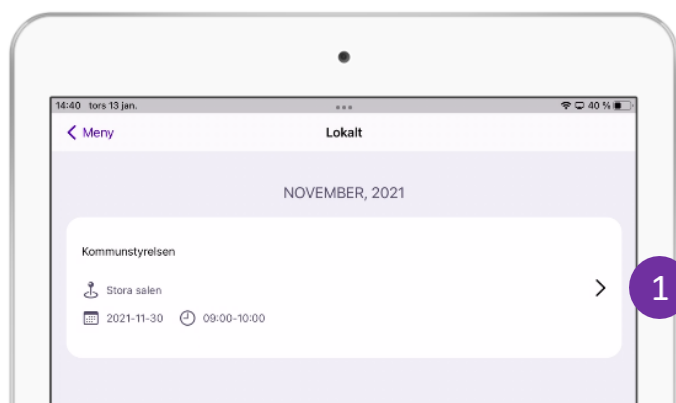 14:40 tors 13 jan.
40 %
Meny
Lokalt
NOVEMBER, 2021
Kommunstyrelsen
Stora salen
2021-11-30 09:00-10:00
1